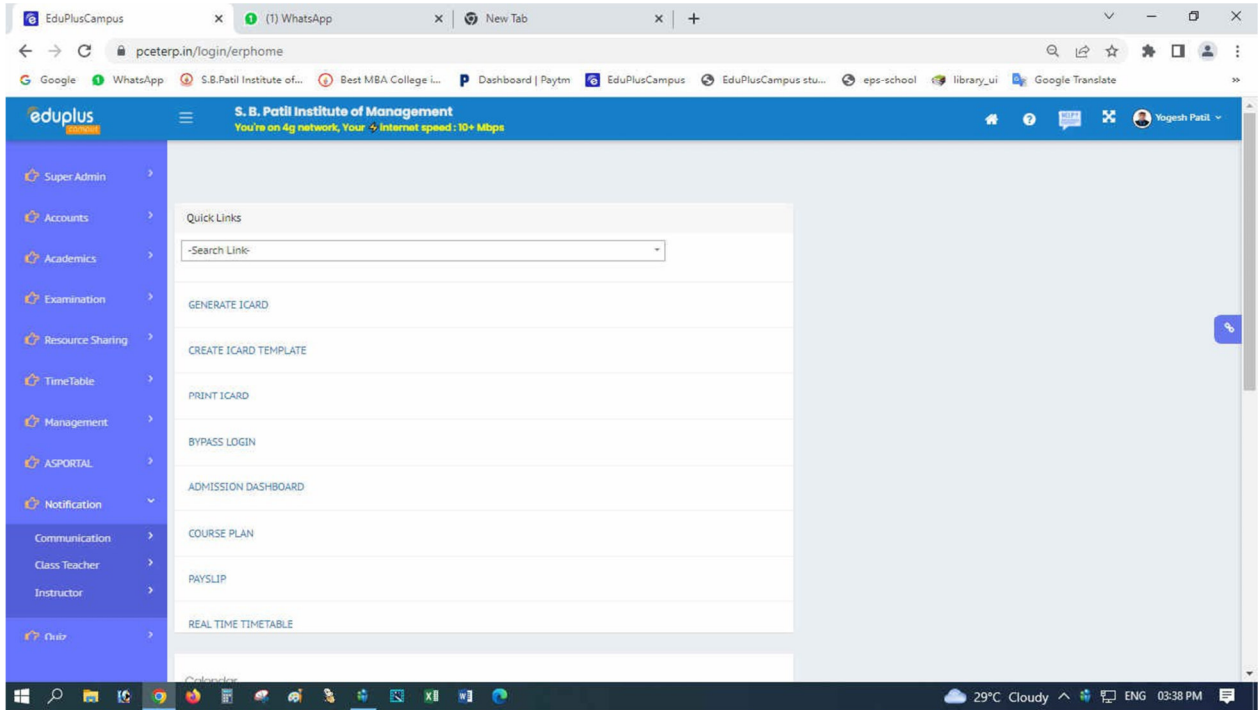 EduPlusCampus
(1) WhatsApp
New Tab
pceterp.in/login/erphome
Google
WhatsApp
S.B.Patil Institute of...
Best MBA College i...
Dashboard | Paytm
EduPlusCampus
EduPlusCampus stu...
eps-school
library_ui
Google Translate
eduplus
campus
S. B. Patil Institute of Management
You're on 4g network, Your internet speed : 10+ Mbps
Yogesh Patil
Super Admin
Accounts
Academics
Examination
Resource Sharing
TimeTable
Management
ASPORTAL
Notification
Communication
Class Teacher
Instructor
Quiz
Quick Links
-Search Link-
GENERATE ICARD
CREATE ICARD TEMPLATE
PRINT ICARD
BYPASS LOGIN
ADMISSION DASHBOARD
COURSE PLAN
PAYSLIP
REAL TIME TIMETABLE
Calendar
29°C Cloudy
ENG
03:38 PM